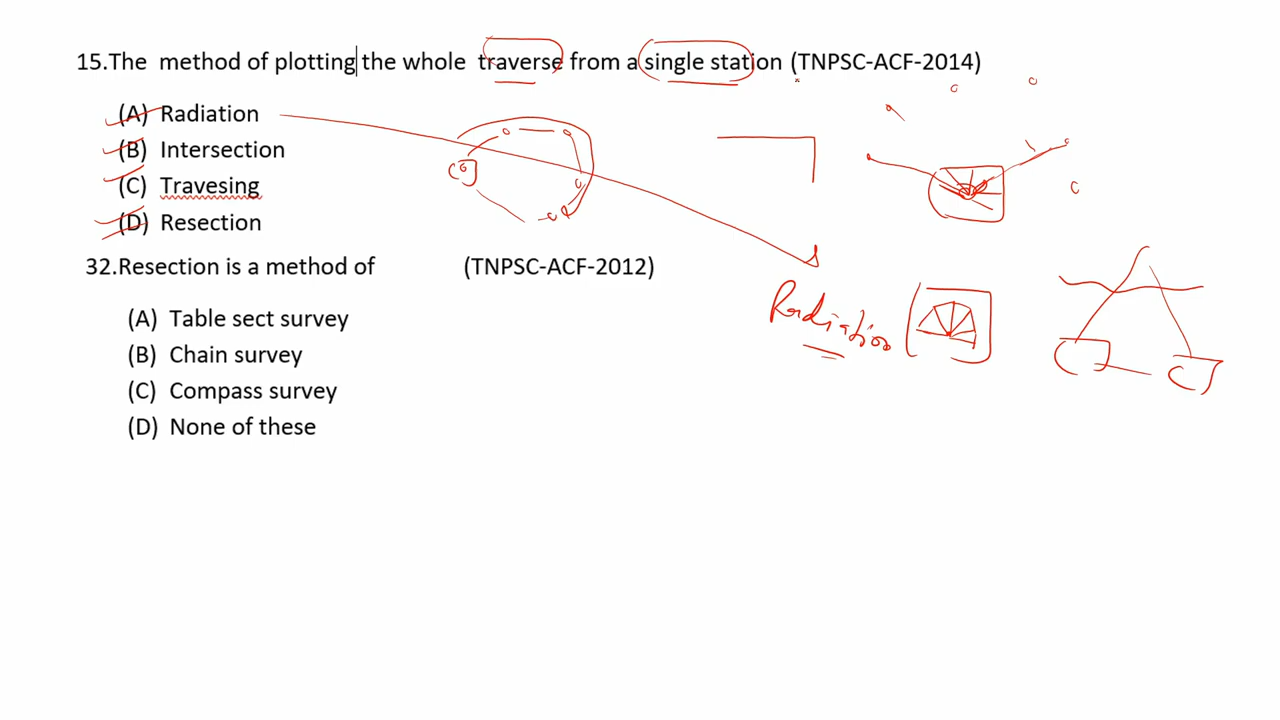 15.The method of plotting the whole traverse from a single station (TNPSC-ACF-2014)
(A) Radiation
(B) Intersection
(C) Travesing
(D) Resection
32.Resection is a method of (TNPSC-ACF-2012)
Radiation
(A) Table sect survey
(B) Chain survey
(C) Compass survey
(D) None of these